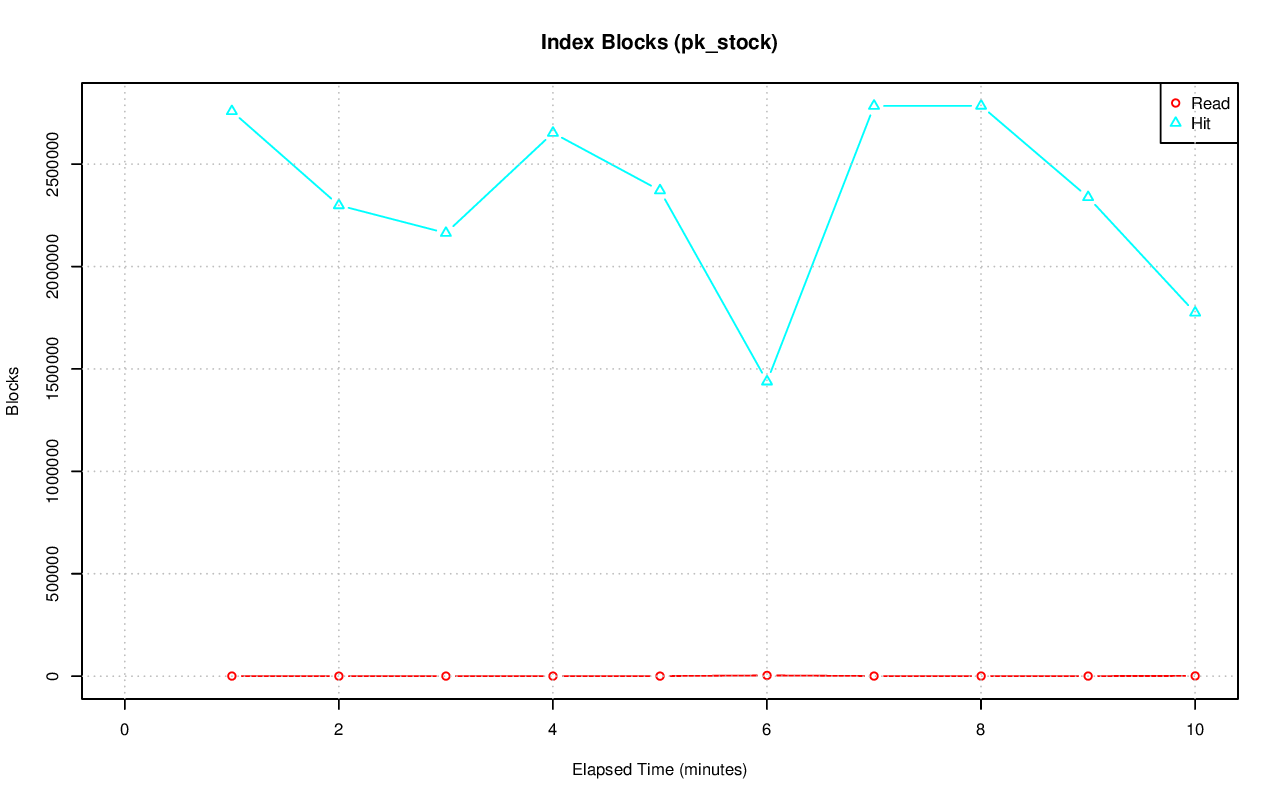 Index Blocks (pk_stock)
Read
Hit
2500000
2000000
1500000
1000000
500000
0
Blocks
0 2 4 6 8 10
Elapsed Time (minutes)